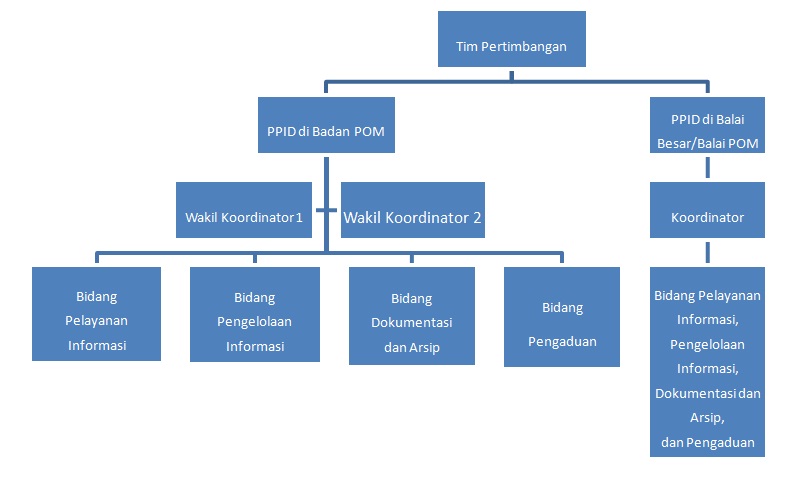 Tim Pertimbangan
PPID di Badan POM
PPID di Balai
Besar/Balai POM
Wakil Koordinator 1
Wakil Koordinator 2
Koordinator
Bidang
Pelayanan
Informasi
Bidang
Pengelolaan
Informasi
Bidang
Dokumentasi
dan Arsip
Bidang
Pengaduan
Bidang Pelayanan
Informasi,
Pengelolaan
Informasi,
Dokumentasi dan
Arsip,
dan Pengaduan